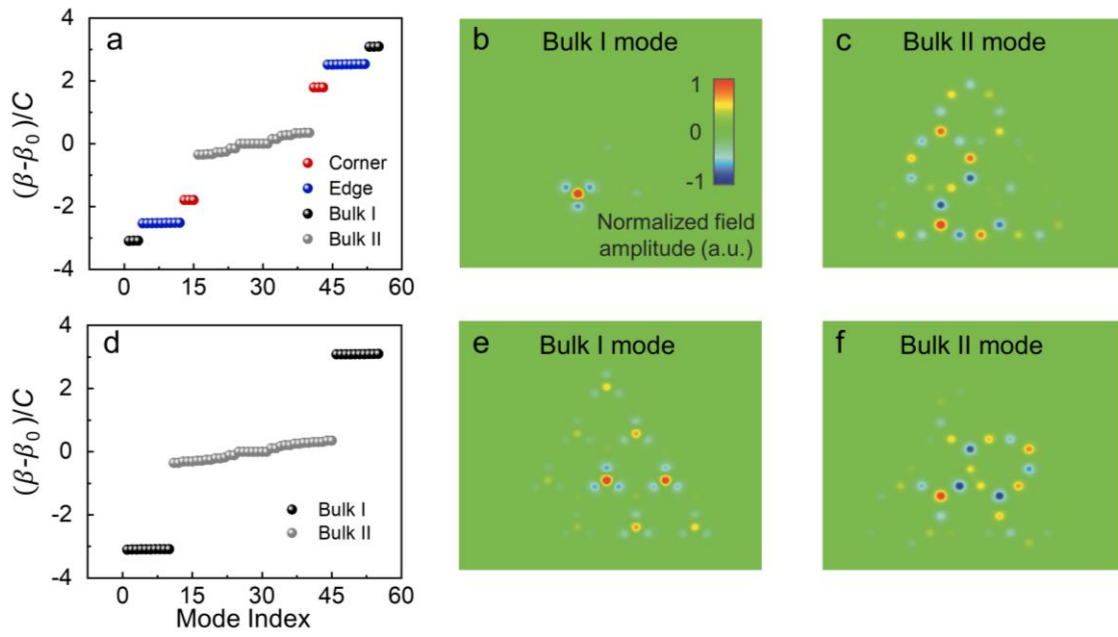 a
4
2
0
-2
-4
(β-β0)/C
Corner
Edge
Bulk I
Bulk II
0 15 30 45 60
b
Bulk I mode
1
0
-1
Normalized field
amplitude (a.u.)
c
Bulk II mode
d
4
2
0
-2
-4
(β-β0)/C
Bulk I
Bulk II
0 15 30 45 60
Mode Index
e
Bulk I mode
f
Bulk II mode